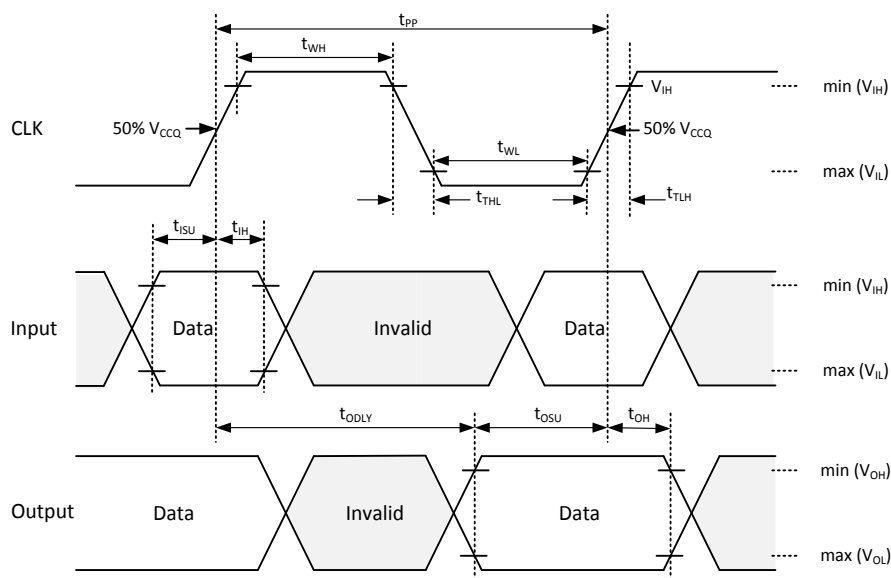 tPP
tWH
VIH
min (VIH)
CLK
50% VCCQ
50% VCCQ
tWL
max (VIL)
tTHL
tTLH
tISU
tIH
min (VIH)
Input
Data
Invalid
Data
max (VIL)
tODLY
tOSU
tOH
min (VOH)
Output
Data
Invalid
Data
max (VOL)